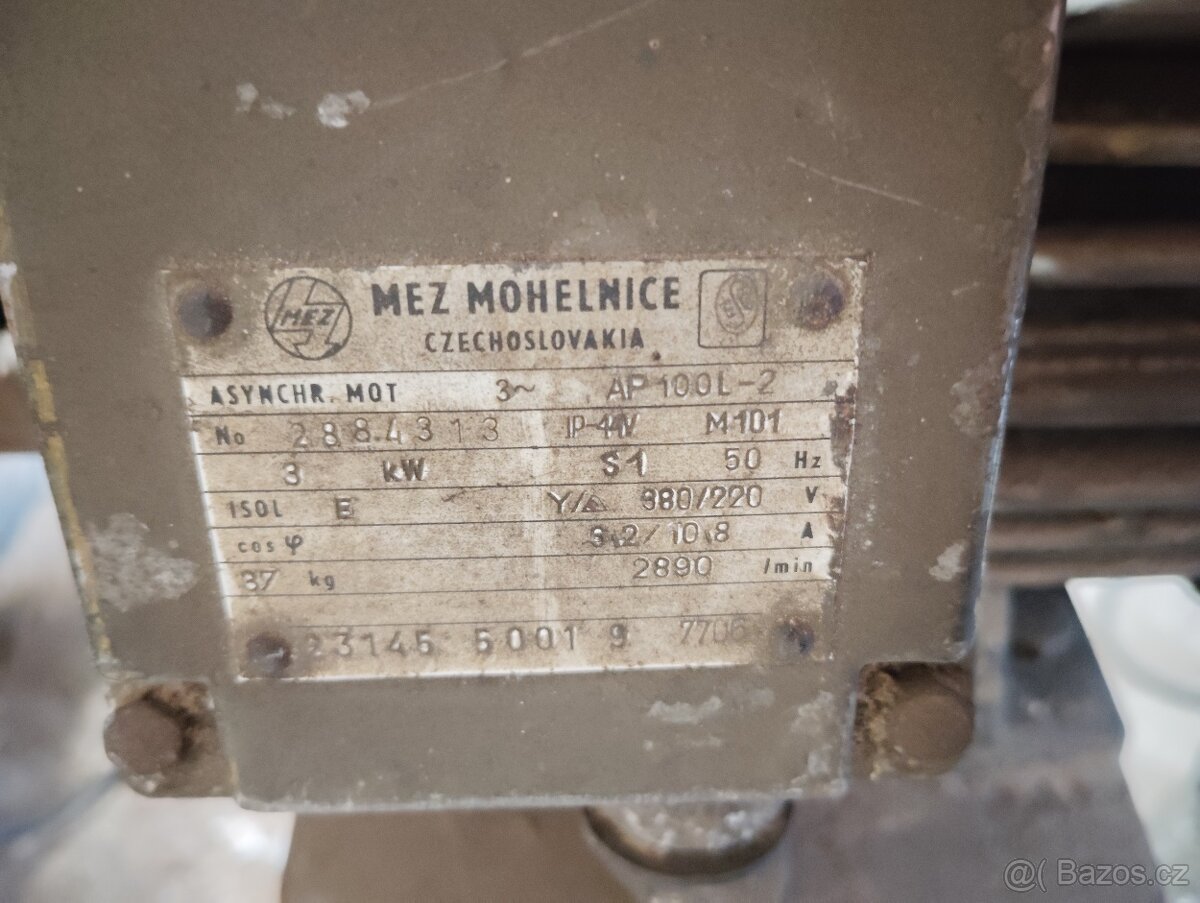 MEZ
MEZ MOHELNICE
CZECHOSLOVAKIA
ASYNCHR. MOT 3~ AP 100L-2
No 2884313 IP-44/V M101
3 kW S1 50 Hz
ISOL E Y/△ 380/220 V
cos φ 6,2/10,8 A
37 kg 2890 /min
23145 5001 9 7706
@( Bazos.cz